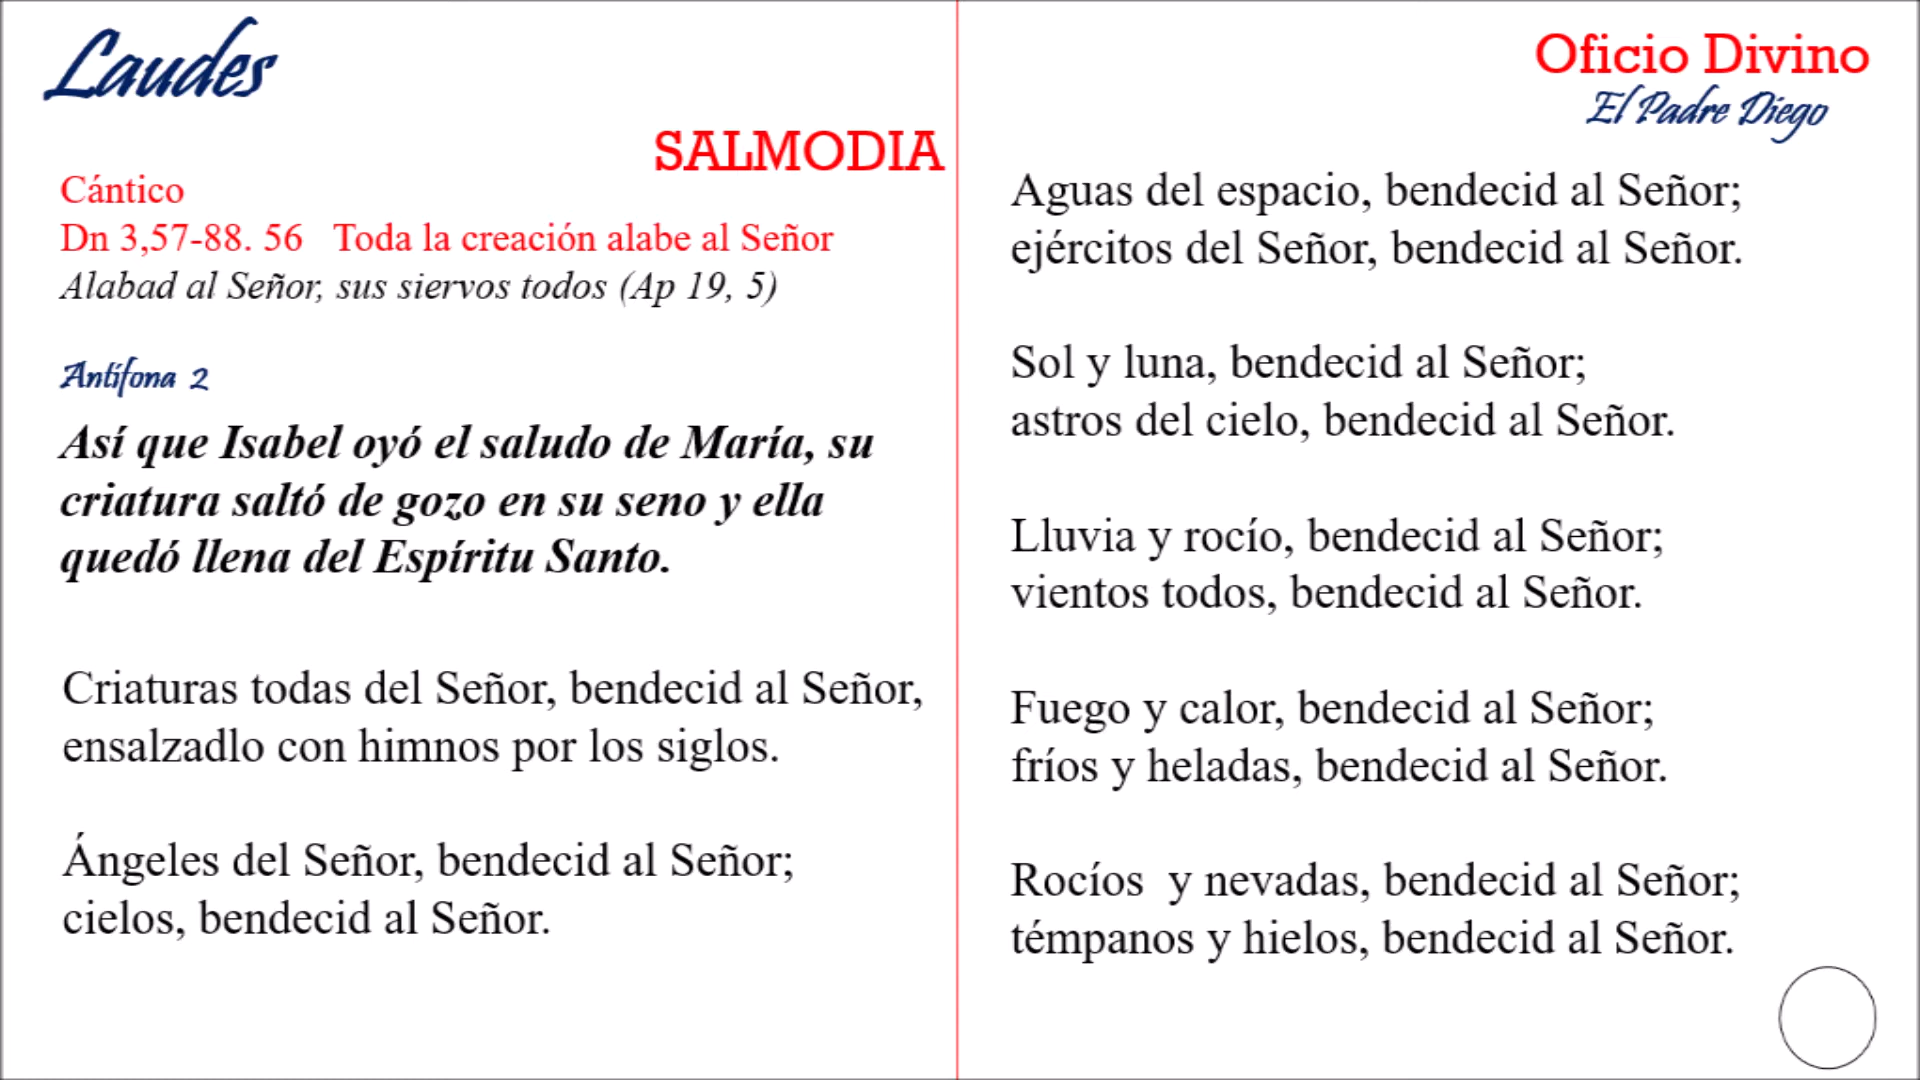 Laudes
SALMODIA
Cántico
Dn 3,57-88. 56 Toda la creación alabe al Señor
Alabad al Señor, sus siervos todos (Ap 19, 5)
Antífona 2
Así que Isabel oyó el saludo de María, su
criatura saltó de gozo en su seno y ella
quedó llena del Espíritu Santo.
Criaturas todas del Señor, bendecid al Señor,
ensalzadlo con himnos por los siglos.
Ángeles del Señor, bendecid al Señor;
cielos, bendecid al Señor.
Oficio Divino
El Padre Diego
Aguas del espacio, bendecid al Señor;
ejércitos del Señor, bendecid al Señor.
Sol y luna, bendecid al Señor;
astros del cielo, bendecid al Señor.
Lluvia y rocío, bendecid al Señor;
vientos todos, bendecid al Señor.
Fuego y calor, bendecid al Señor;
fríos y heladas, bendecid al Señor.
Rocíos  y nevadas, bendecid al Señor;
témpanos y hielos, bendecid al Señor.